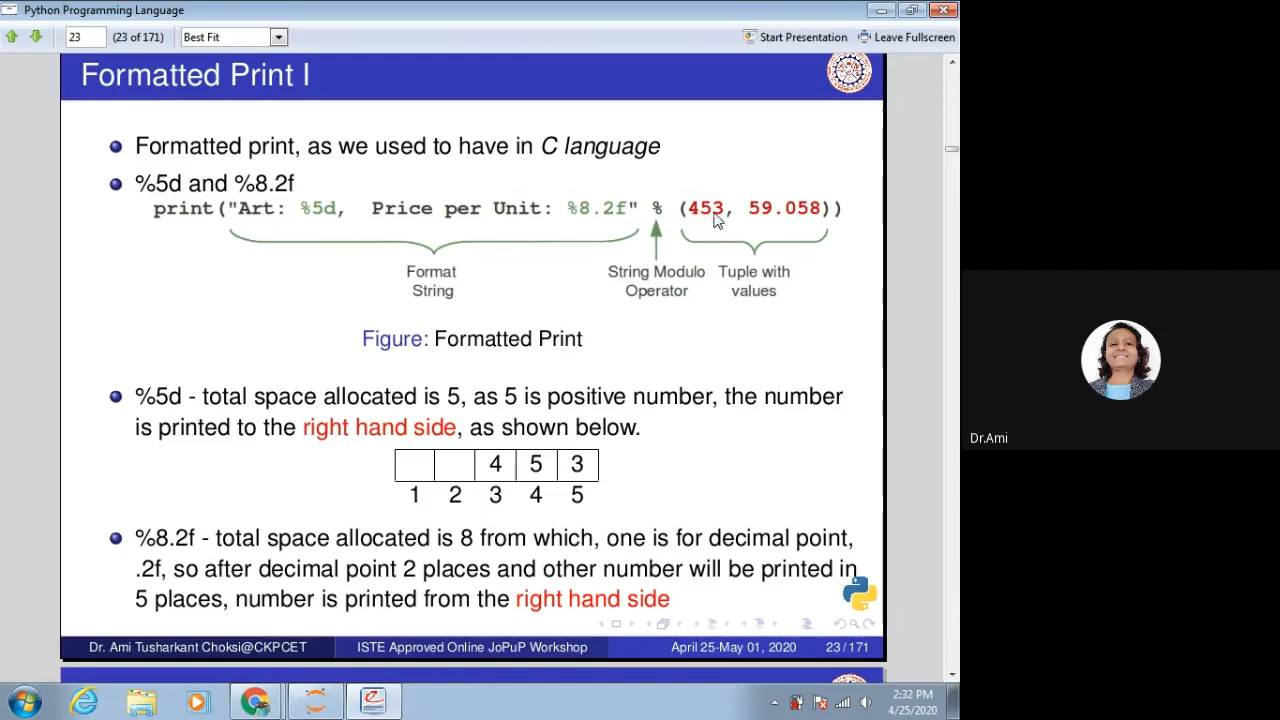 Python Programming Language
23 (23 of 171) Best Fit Start Presentation Leave Fullscreen
Formatted Print I
Formatted print, as we used to have in C language
%5d and %8.2f
print("Art: %5d, Price per Unit: %8.2f" % (453, 59.058))
Format String Modulo Tuple with
String Operator values
Figure: Formatted Print
%5d - total space allocated is 5, as 5 is positive number, the number
is printed to the right hand side, as shown below.
4 5 3
1 2 3 4 5
%8.2f - total space allocated is 8 from which, one is for decimal point,
.2f, so after decimal point 2 places and other number will be printed in
5 places, number is printed from the right hand side
Dr. Ami Tusharkant Choksi@CKPCET ISTE Approved Online JoPuP Workshop April 25-May 01, 2020 23 / 171
Dr.Ami
2:32 PM
4/25/2020